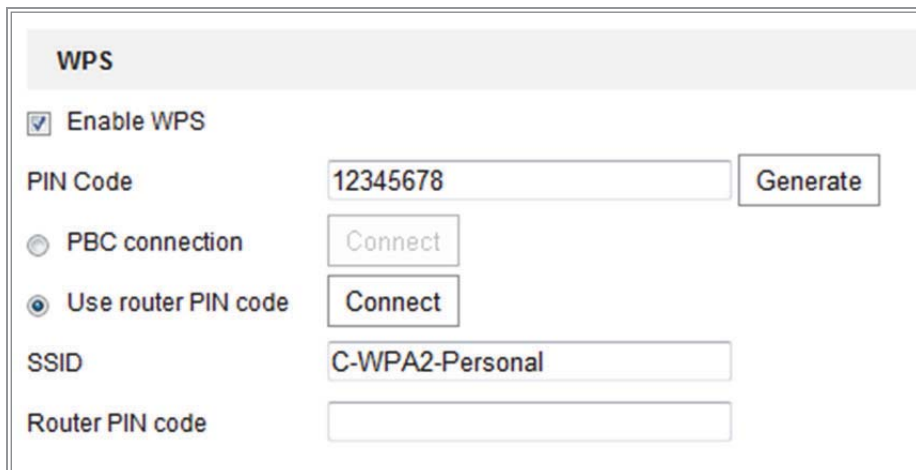 WPS
Enable WPS
PIN Code 12345678 Generate
PBC connection Connect
Use router PIN code Connect
SSID C-WPA2-Personal
Router PIN code